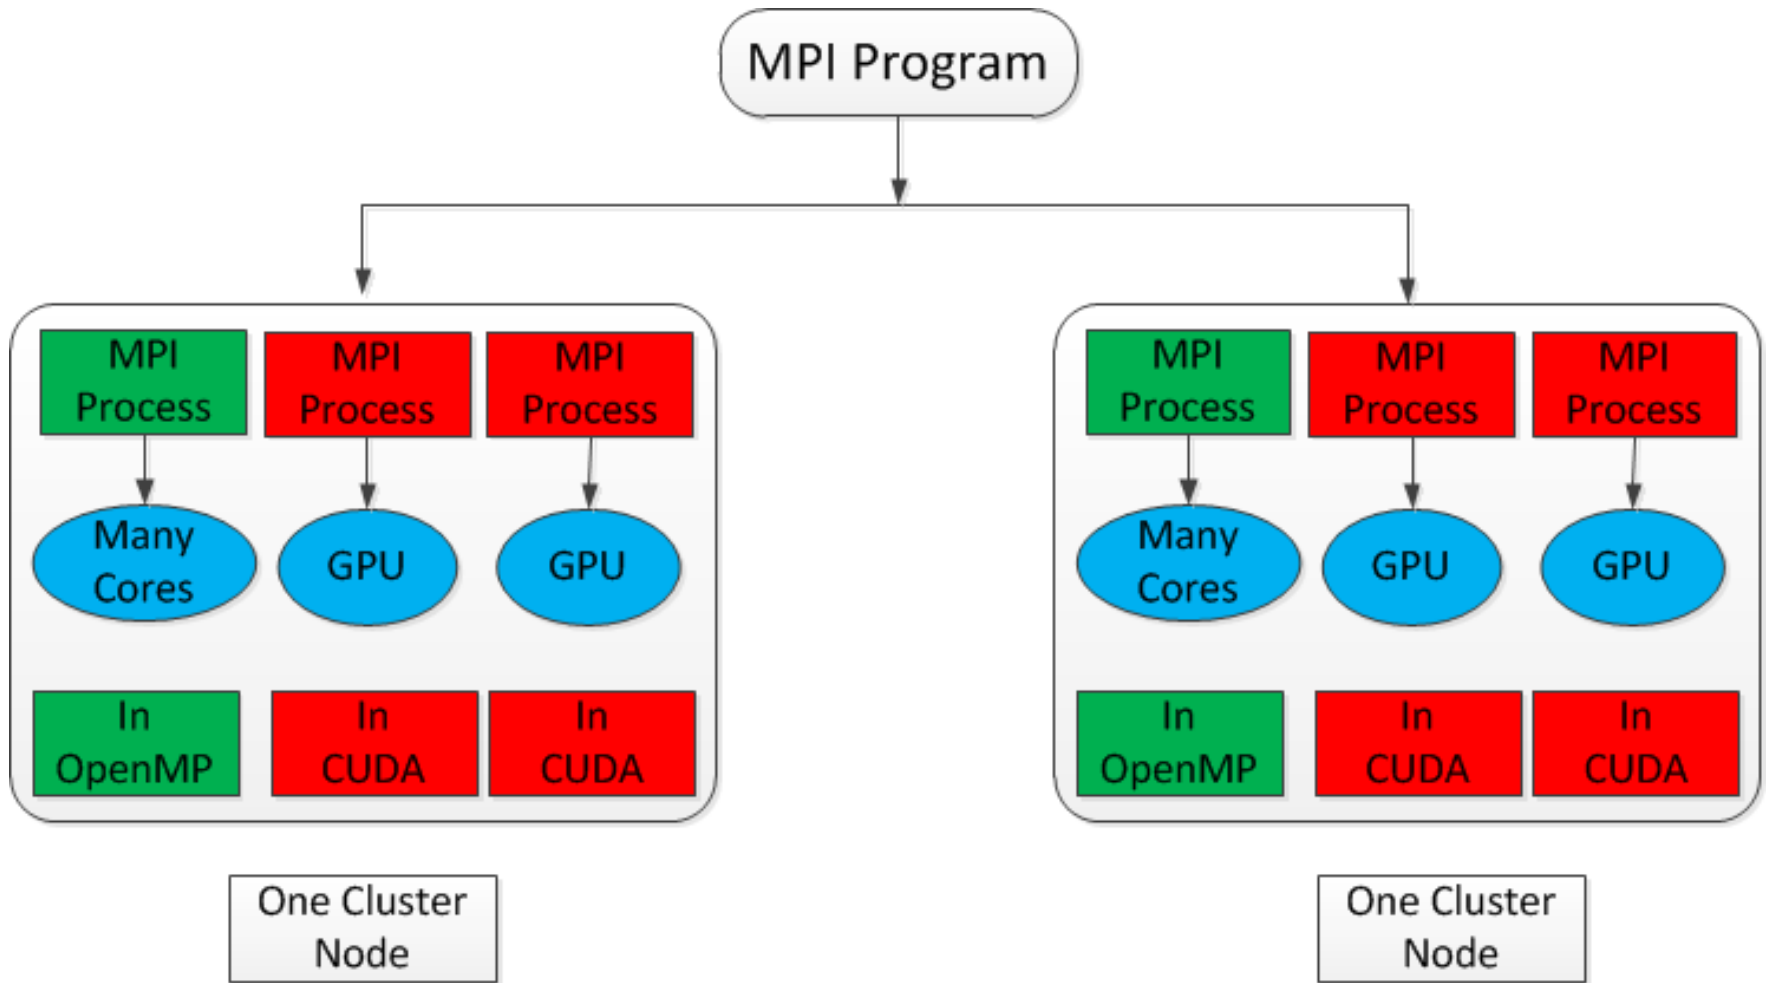 MPI Program
MPI
Process
MPI
Process
MPI
Process
Many
Cores
GPU
GPU
In
OpenMP
In
CUDA
In
CUDA
One Cluster
Node
MPI
Process
MPI
Process
MPI
Process
Many
Cores
GPU
GPU
In
OpenMP
In
CUDA
In
CUDA
One Cluster
Node